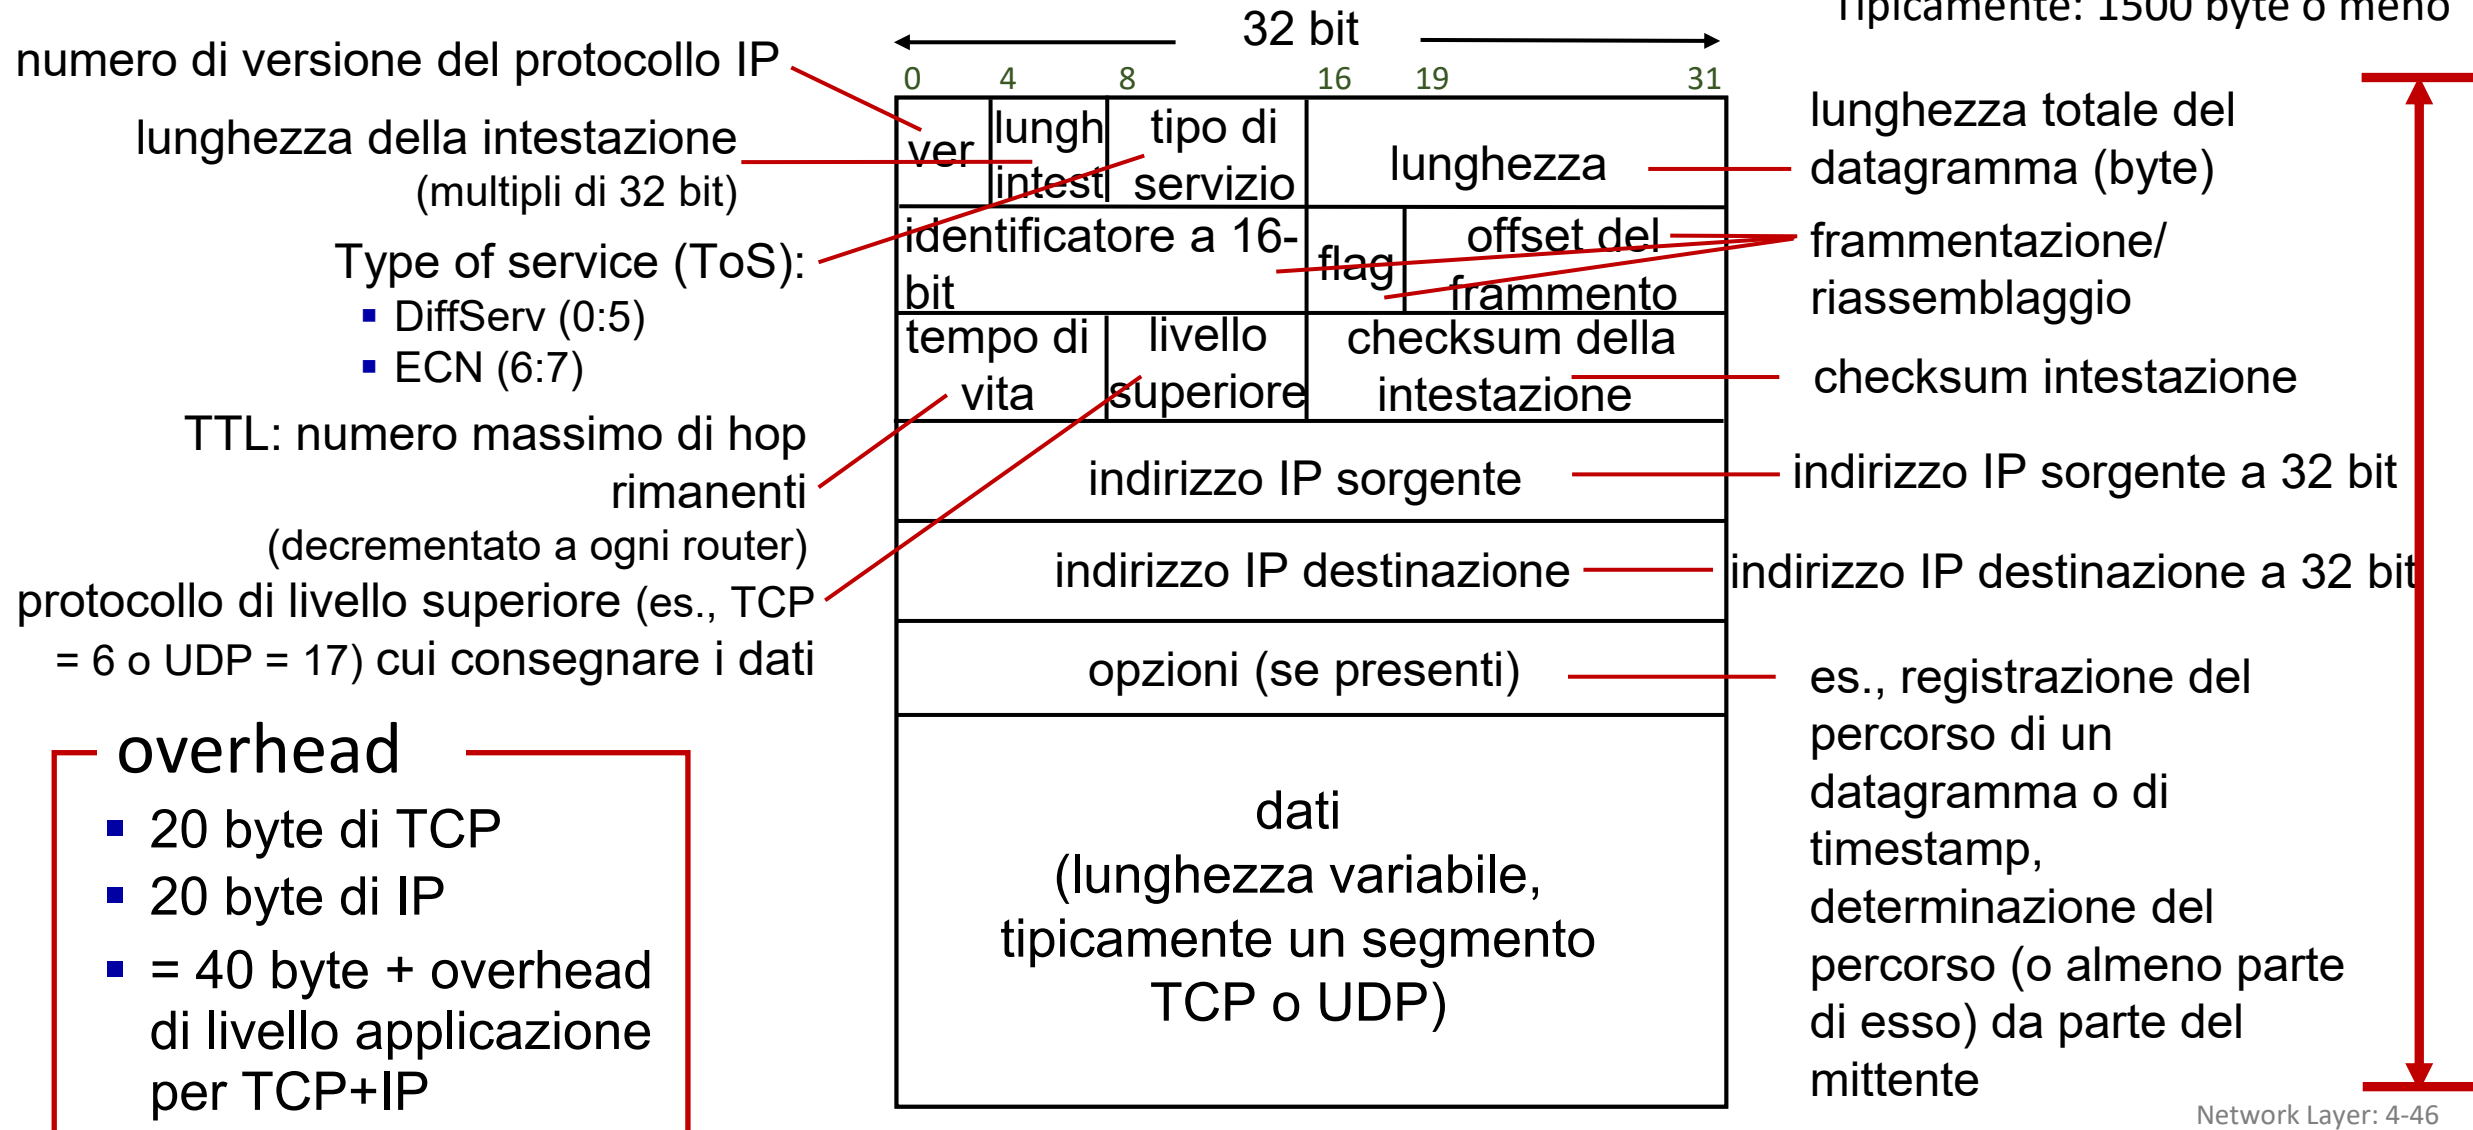 32 bit
Tipicamente: 1500 byte o meno
0 4 8 16 19 31
numero di versione del protocollo IP
lunghezza della intestazione
(multipli di 32 bit)
Type of service (ToS):
▪ DiffServ (0:5)
▪ ECN (6:7)
TTL: numero massimo di hop
rimanenti
(decrementato a ogni router)
protocollo di livello superiore (es., TCP
= 6 o UDP = 17) cui consegnare i dati
overhead
▪ 20 byte di TCP
▪ 20 byte di IP
▪ = 40 byte + overhead
di livello applicazione
per TCP+IP
ver
lungh
intest
tipo di
servizio
lunghezza
identificatore a 16-
bit
flag
offset del
frammento
tempo di
vita
livello
superiore
checksum della
intestazione
indirizzo IP sorgente
indirizzo IP destinazione
opzioni (se presenti)
dati
(lunghezza variabile,
tipicamente un segmento
TCP o UDP)
lunghezza totale del
datagramma (byte)
frammentazione/
riassemblaggio
checksum intestazione
indirizzo IP sorgente a 32 bit
indirizzo IP destinazione a 32 bit
es., registrazione del
percorso di un
datagramma o di
timestamp,
determinazione del
percorso (o almeno parte
di esso) da parte del
mittente
Network Layer: 4-46